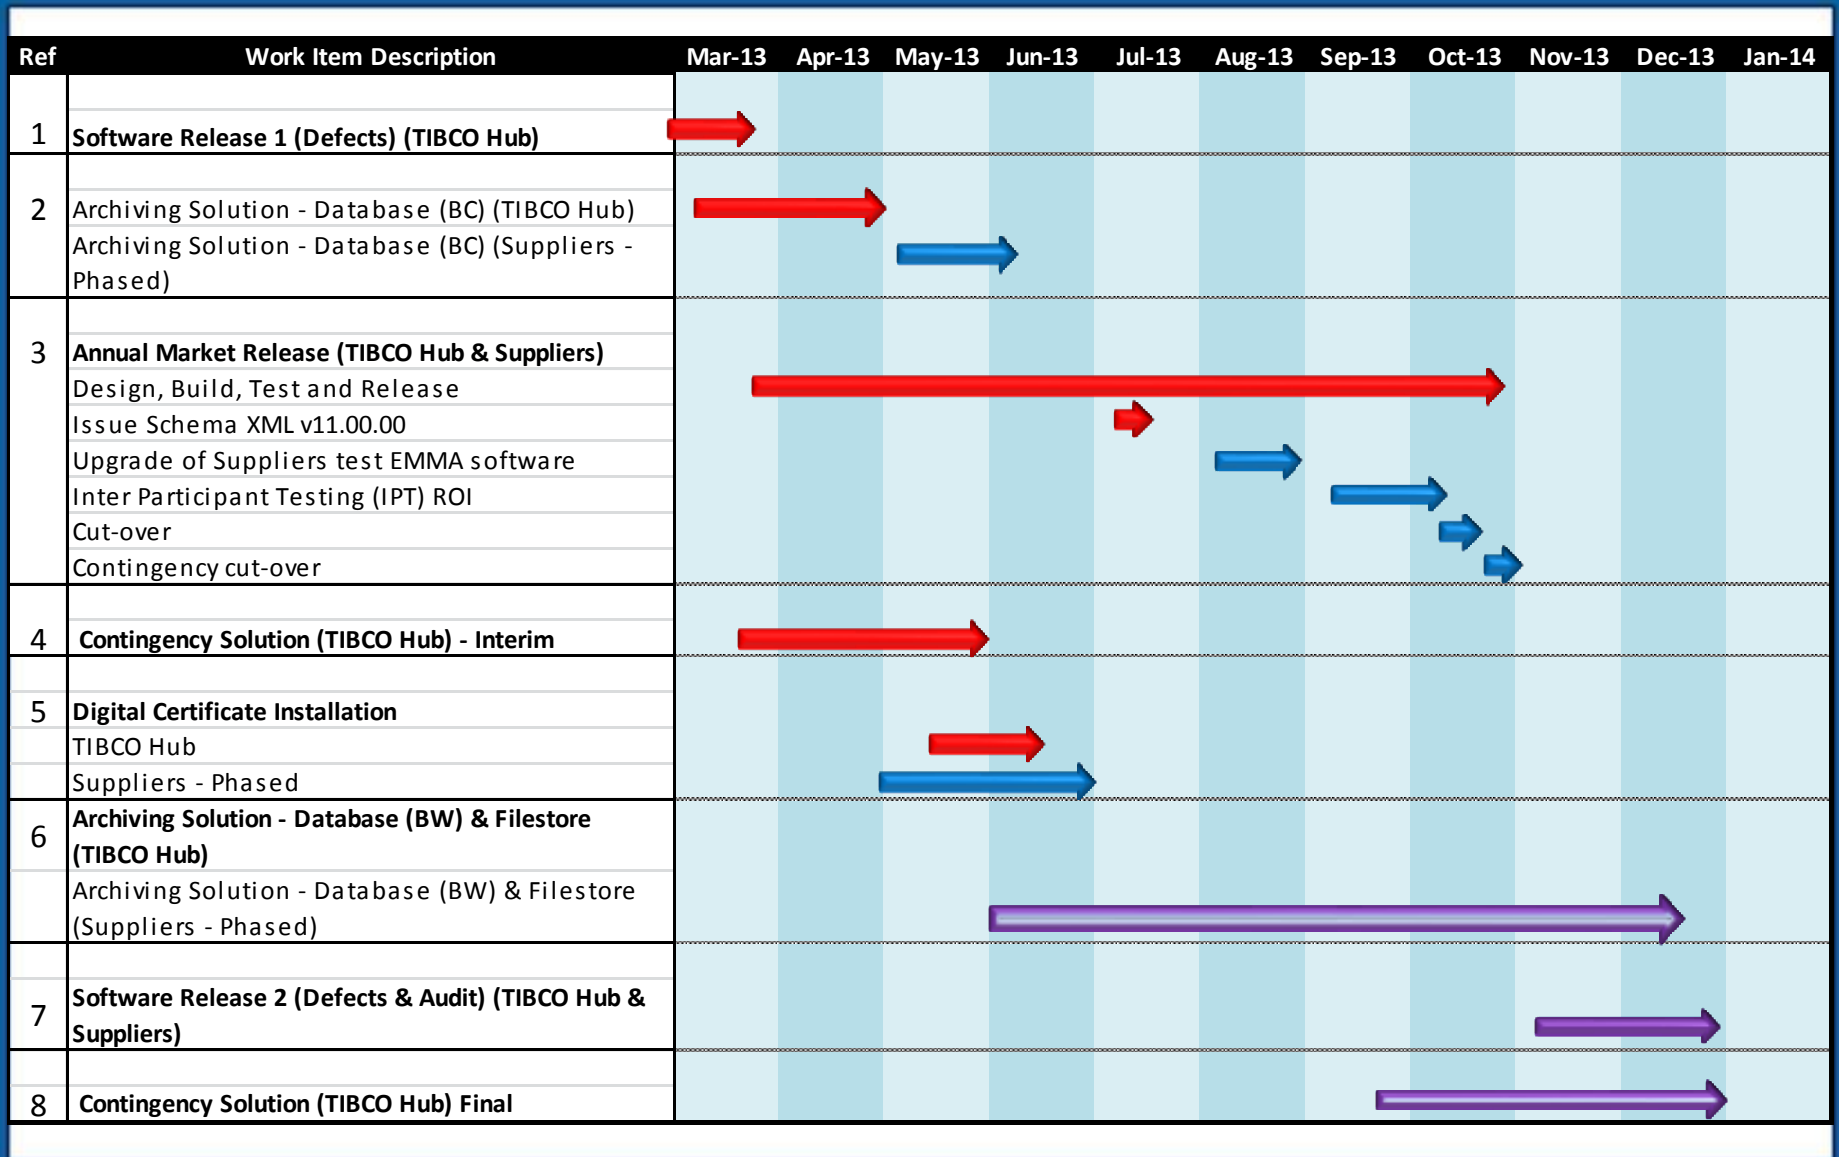 Ref Work Item Description Mar-13 Apr-13 May-13 Jun-13 Jul-13 Aug-13 Sep-13 Oct-13 Nov-13 Dec-13 Jan-14
1 Software Release 1 (Defects) (TIBCO Hub)
2 Archiving Solution - Database (BC) (TIBCO Hub)
Archiving Solution - Database (BC) (Suppliers -
Phased)
3 Annual Market Release (TIBCO Hub & Suppliers)
Design, Build, Test and Release
Issue Schema XML v11.00.00
Upgrade of Suppliers test EMMA software
Inter Participant Testing (IPT) ROI
Cut-over
Contingency cut-over
4 Contingency Solution (TIBCO Hub) - Interim
5 Digital Certificate Installation
TIBCO Hub
Suppliers - Phased
6 Archiving Solution - Database (BW) & Filestore
(TIBCO Hub)
Archiving Solution - Database (BW) & Filestore
(Suppliers - Phased)
7 Software Release 2 (Defects & Audit) (TIBCO Hub &
Suppliers)
8 Contingency Solution (TIBCO Hub) Final